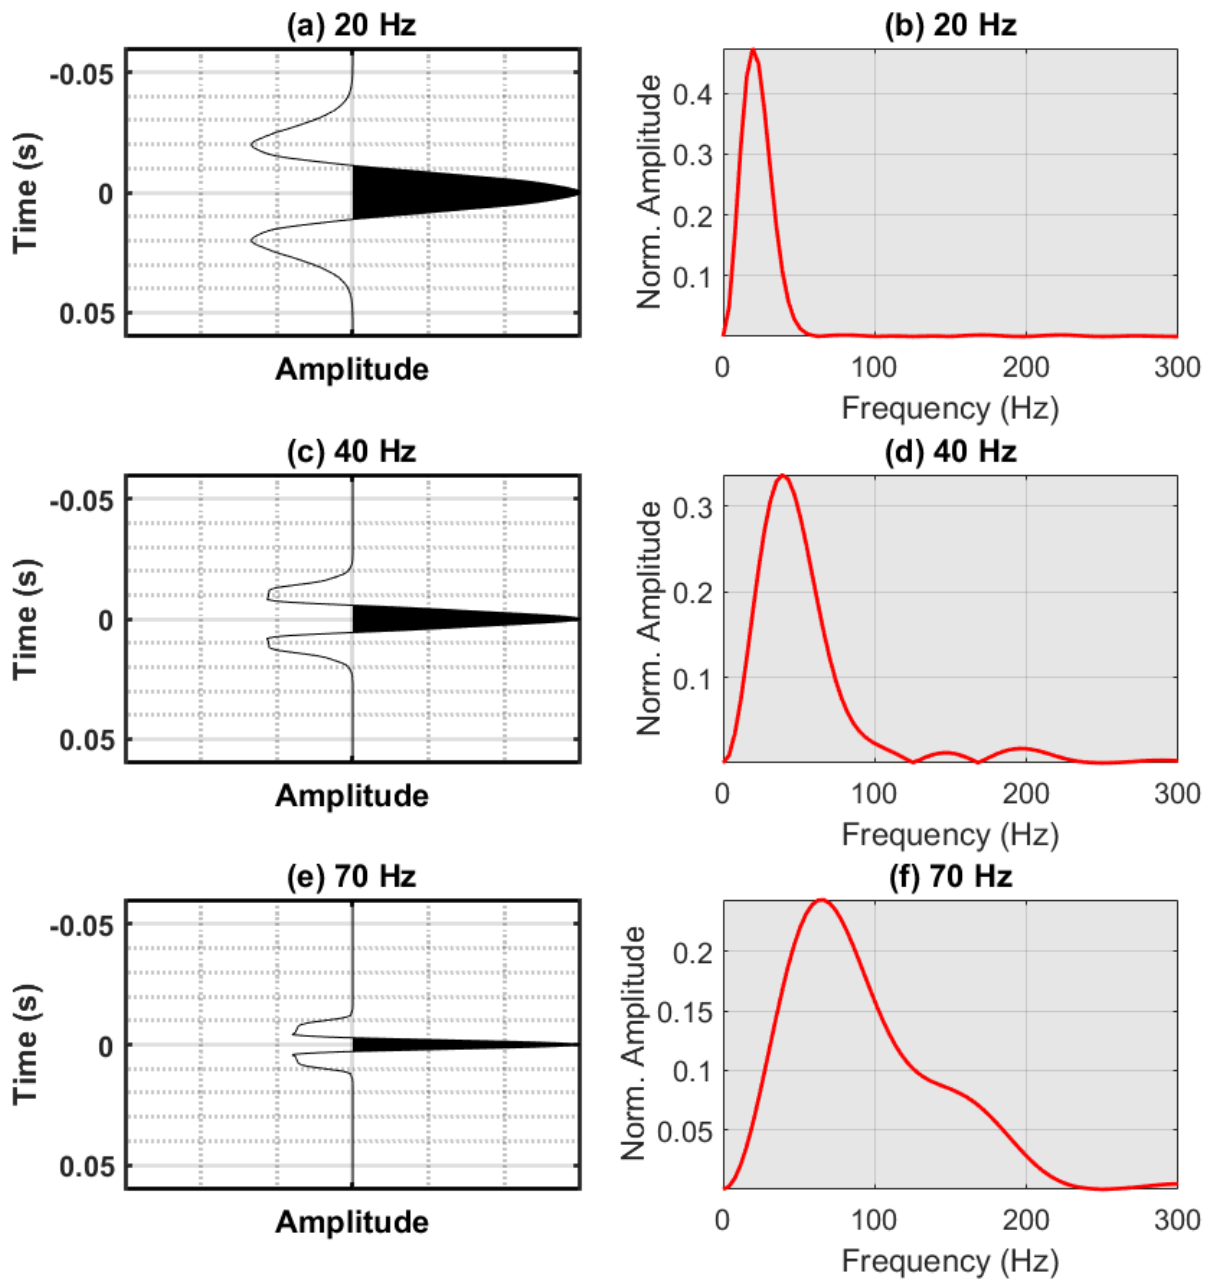 (a) 20 Hz
-0.05
0
0.05
Time (s)
Amplitude
(b) 20 Hz
0.4
0.3
0.2
0.1
Norm. Amplitude
0 100 200 300
Frequency (Hz)
(c) 40 Hz
-0.05
0
0.05
Time (s)
Amplitude
(d) 40 Hz
0.3
0.2
0.1
Norm. Amplitude
0 100 200 300
Frequency (Hz)
(e) 70 Hz
-0.05
0
0.05
Time (s)
Amplitude
(f) 70 Hz
0.2
0.15
0.1
0.05
Norm. Amplitude
0 100 200 300
Frequency (Hz)